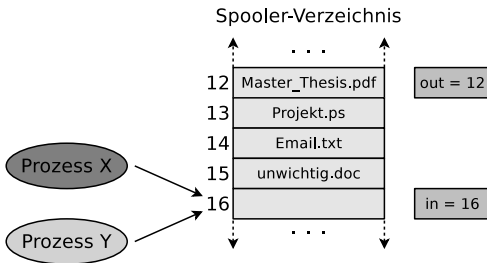 Spooler-Verzeichnis
. . .
12 Master_Thesis.pdf out = 12
13 Projekt.ps
14 Email.txt
Prozess X
15 unwichtig.doc
16 in = 16
Prozess Y
. . .